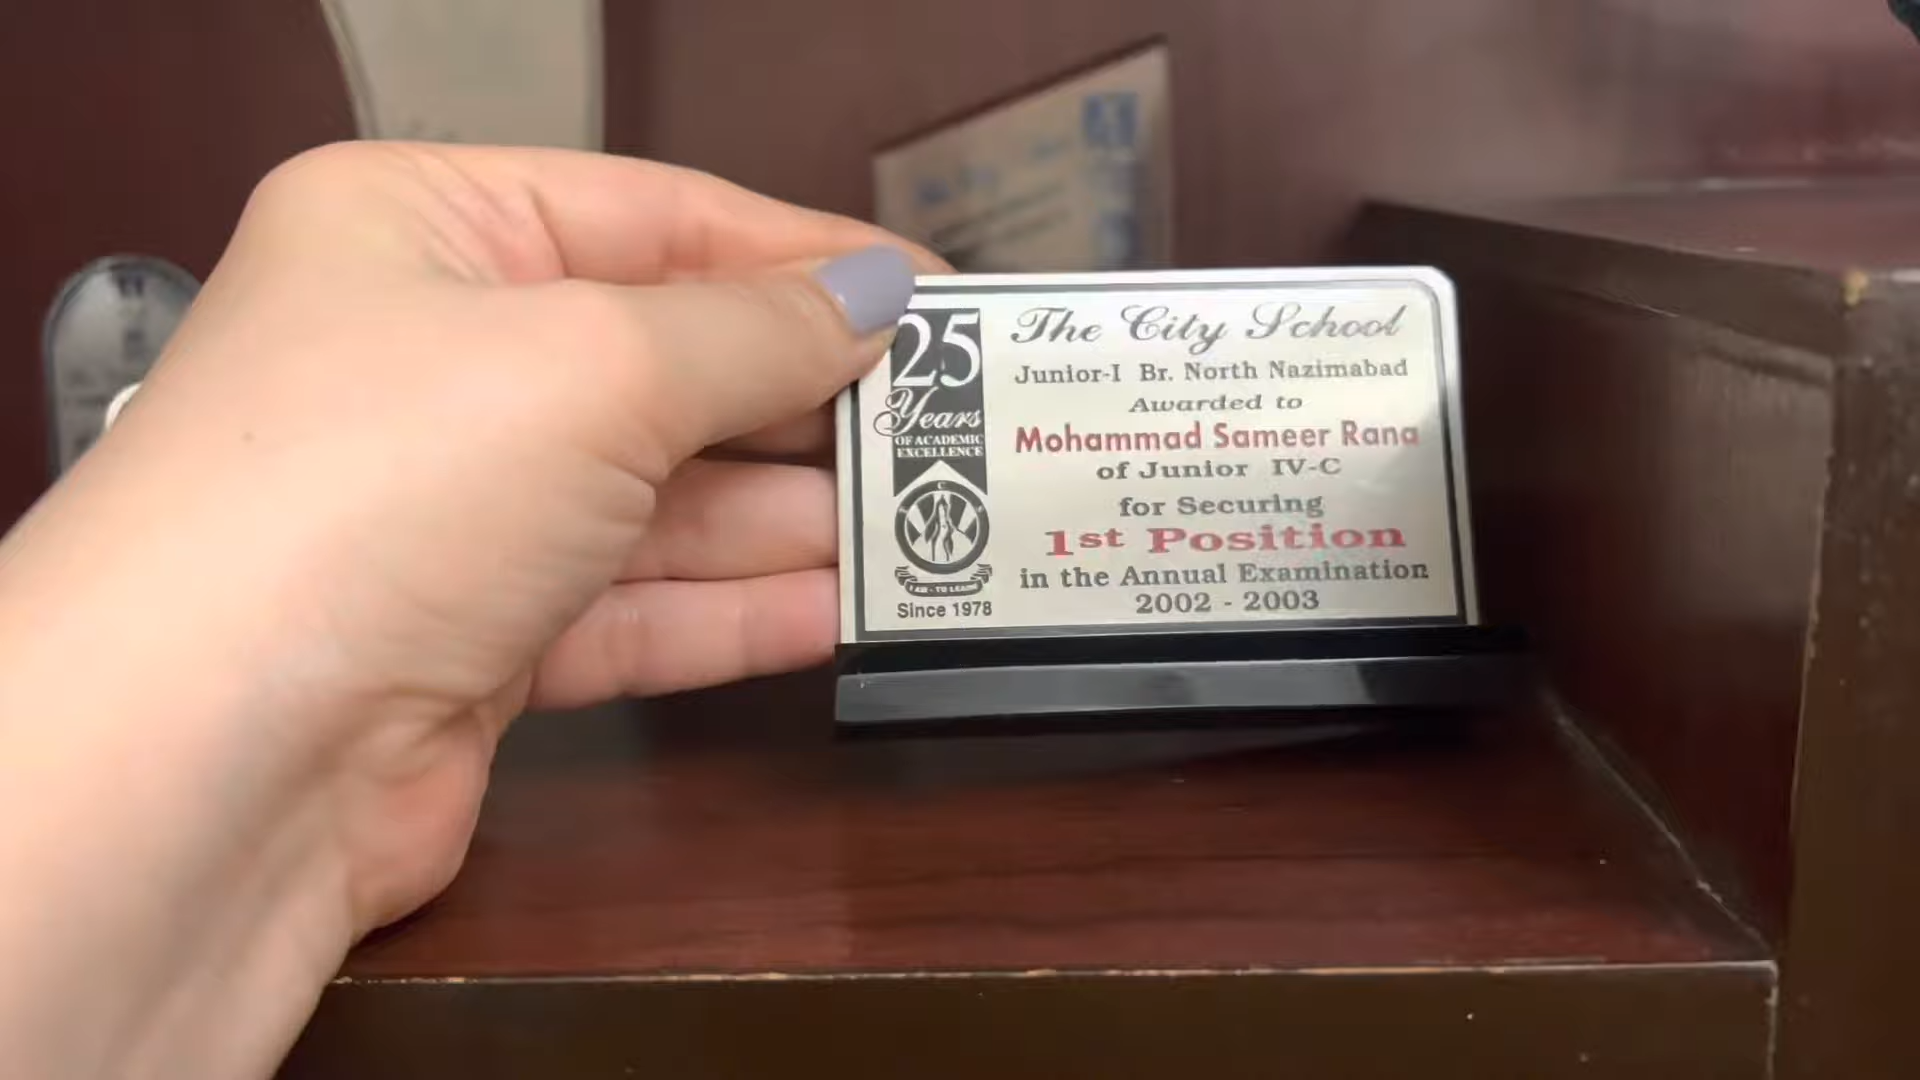 25
Years
OF ACADEMIC
EXCELLENCE
Since 1978
The City School
Junior-I Br. North Nazimabad
Awarded to
Mohammad Sameer Rana
of Junior IV-C
for Securing
1st Position
in the Annual Examination
2002 - 2003